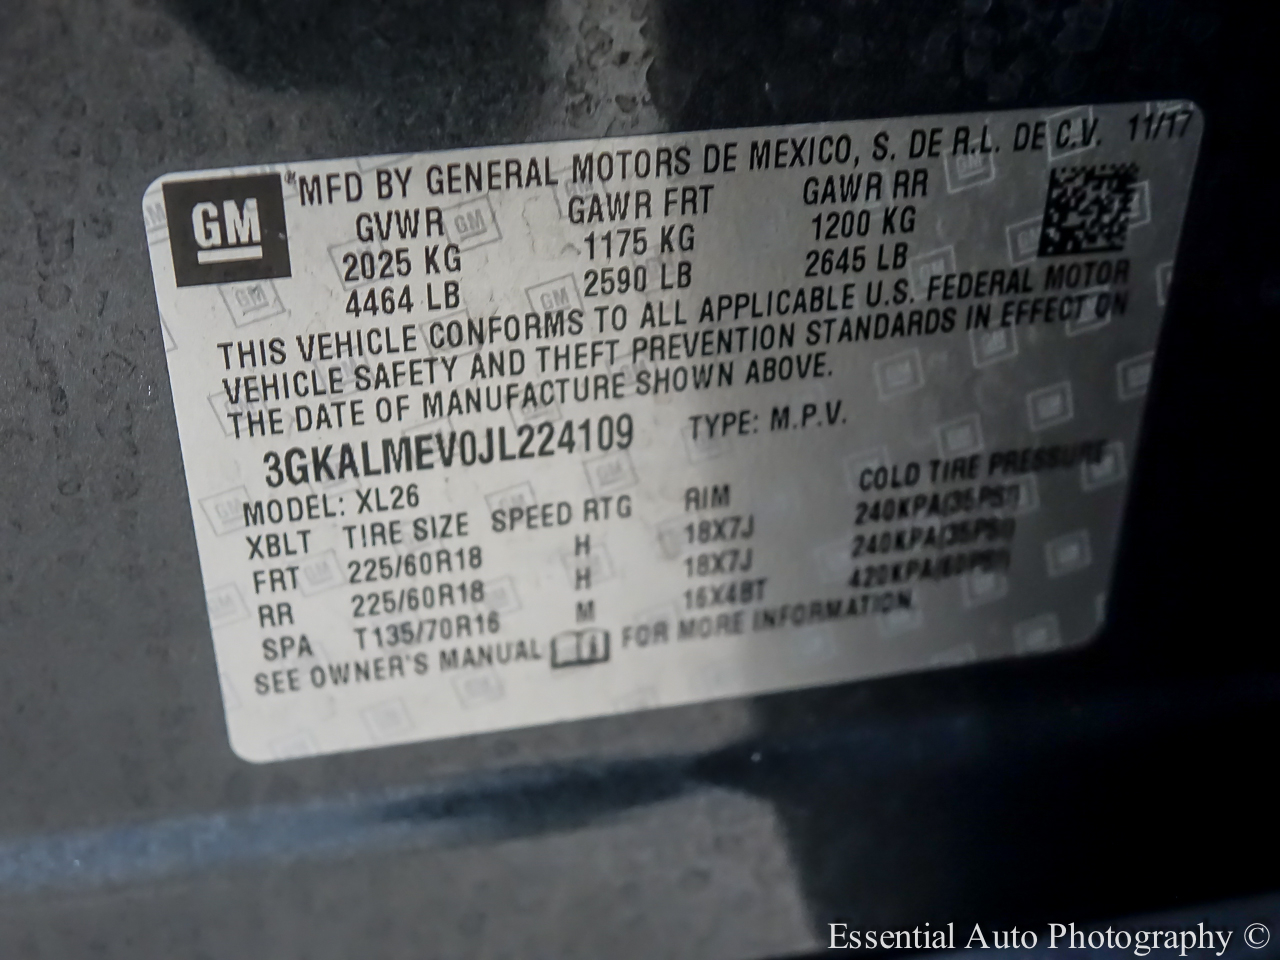 GM
MFD BY GENERAL MOTORS DE MEXICO, S. DE R.L. DE C.V. 11/17
GVWR GAWR FRT GAWR RR
2025 KG 1175 KG 1200 KG
4464 LB 2590 LB 2645 LB
THIS VEHICLE CONFORMS TO ALL APPLICABLE U.S. FEDERAL MOTOR
VEHICLE SAFETY AND THEFT PREVENTION STANDARDS IN EFFECT ON
THE DATE OF MANUFACTURE SHOWN ABOVE.
3GKALMEV0JL224109 TYPE: M.P.V.
MODEL: XL26
XBLT TIRE SIZE SPEED RTG RIM COLD TIRE PRESSURE
FRT 225/60R18 H 18X7J 240KPA(35PSI)
RR 225/60R18 H 18X7J 240KPA(35PSI)
SPA T135/70R16 M 16X4BT 420KPA(60PSI)
SEE OWNER'S MANUAL FOR MORE INFORMATION.
Essential Auto Photography ©